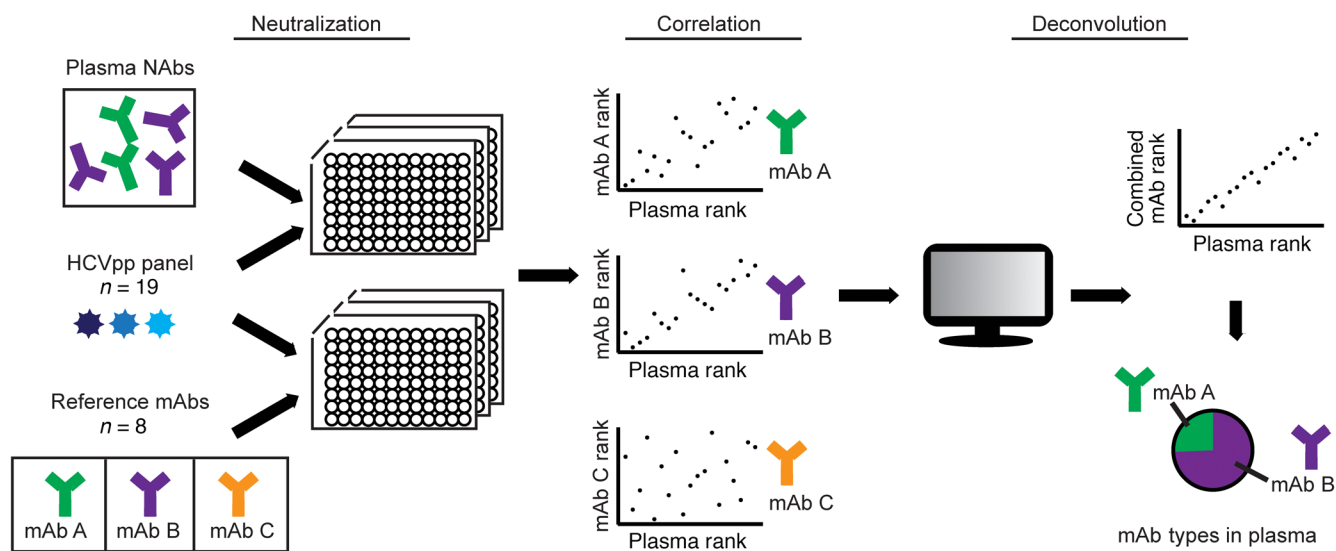 Neutralization
Correlation
Deconvolution
Plasma NAbs
HCVpp panel
n = 19
Reference mAbs
n = 8
mAb A
mAb B
mAb C
mAb A rank
Plasma rank
mAb A
mAb B rank
Plasma rank
mAb B
mAb C rank
mAb C
Combined
mAb rank
Plasma rank
mAb A
mAb B
mAb types in plasma